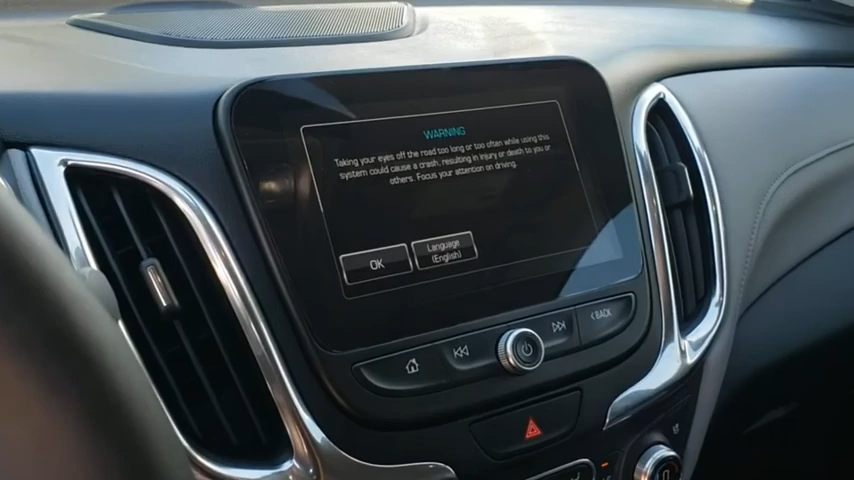 WARNING
Taking your eyes off the road too long or too often while using this
system could cause a crash, resulting in injury or death to you or
others. Focus your attention on driving.
OK
Language
(English)
< BACK